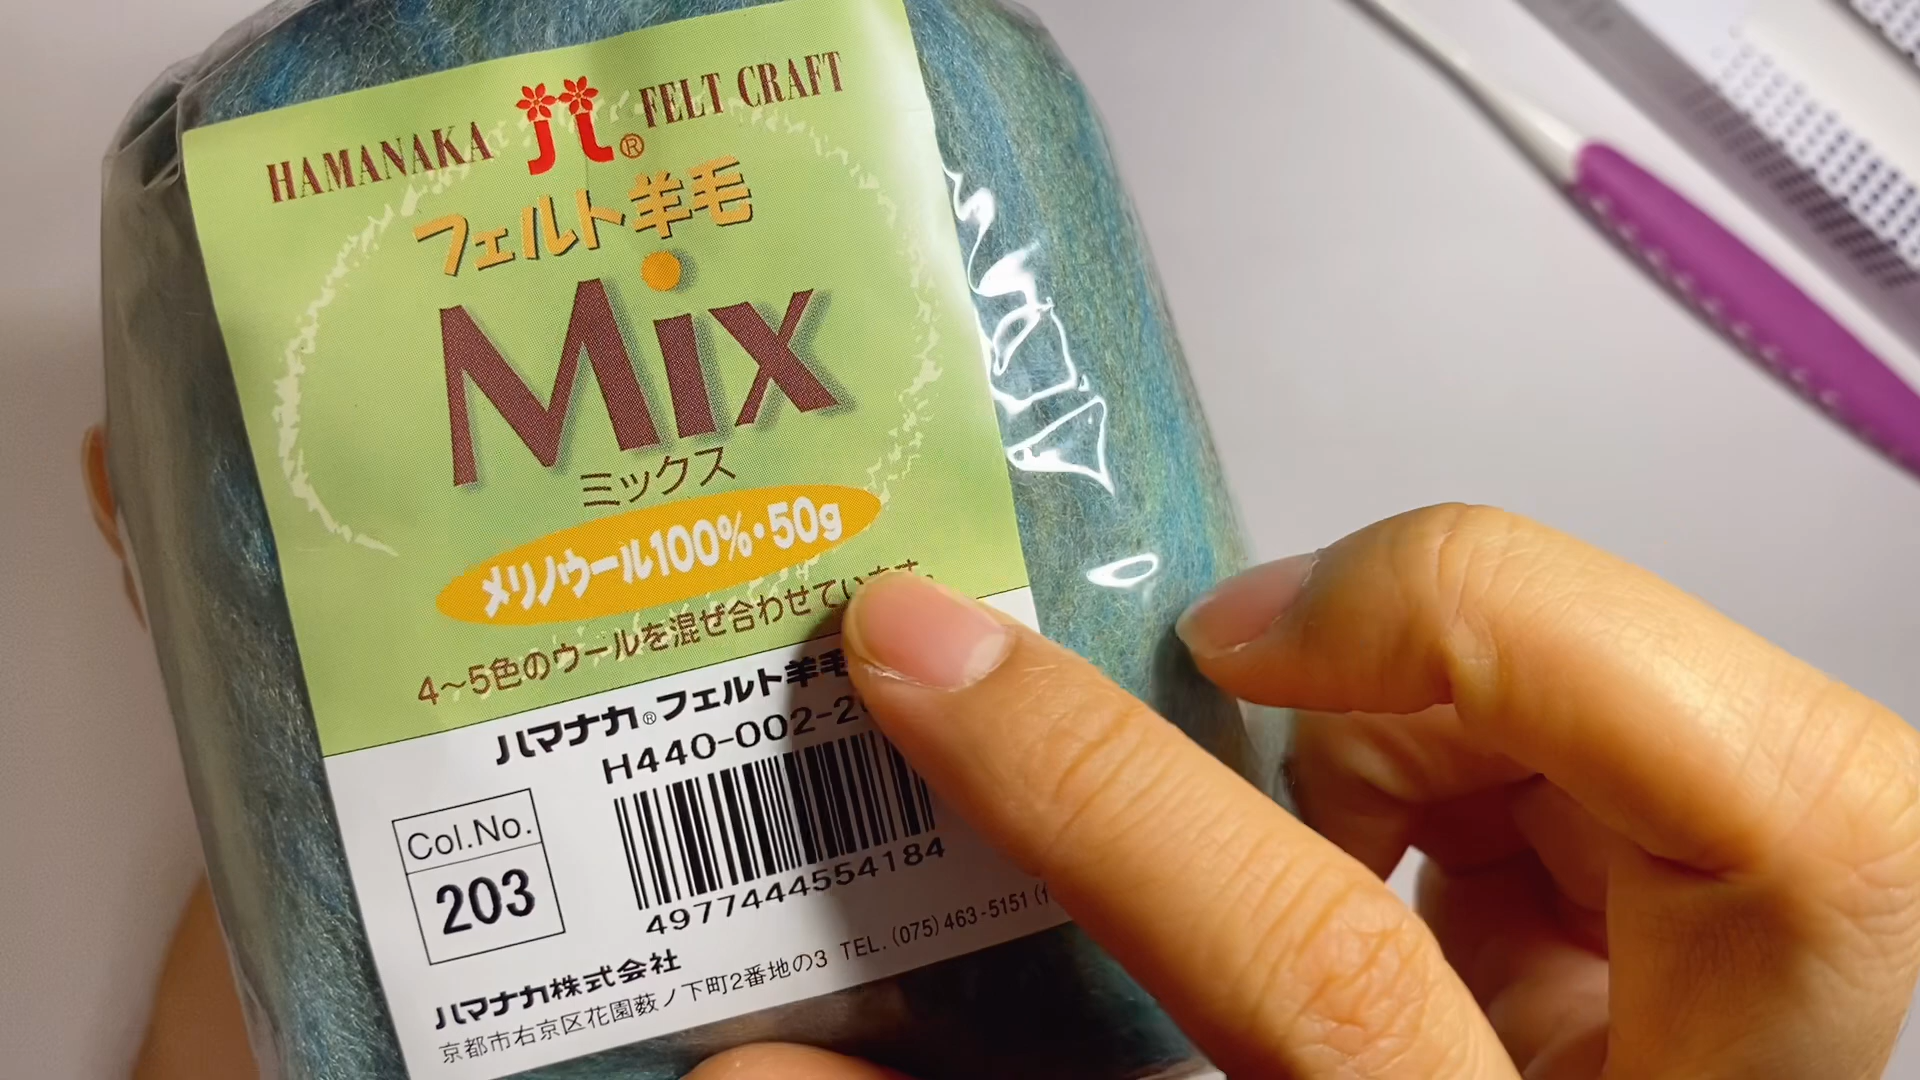 HAMANAKA ハ® FELT CRAFT
フェルト羊毛
Mix
ミックス
メリノウール100%・50g
4～5色のウールを混ぜ合わせています。
ハマナカ®フェルト羊毛
H440-002-2
Col.No.
203
4977444554184
ハマナカ株式会社
京都市右京区花園薮ノ下町2番地の3 TEL.(075)463-5151